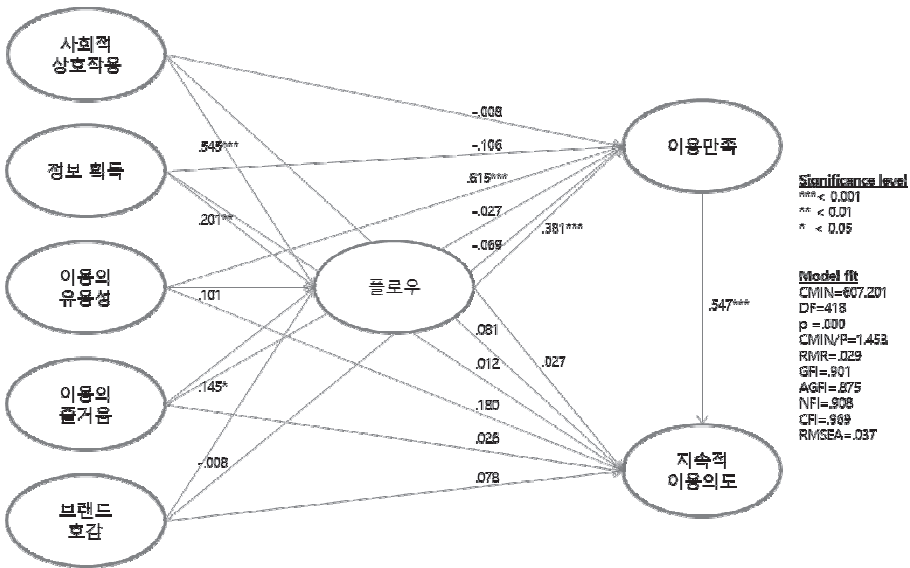 사회적
상호작용
정보 획득
이용의
유용성
이용의
즐거움
브랜드
호감
플로우
이용만족
지속적
이용의도
.545***
.201**
.101
.145*
-.008
-.008
-.106
.615***
-.027
-.069
.381***
.081
.012
.027
.180
.026
.078
.547***
Significance level
*** < 0.001
** < 0.01
* < 0.05
Model fit
CMIN=607.201
DF=418
p =.000
CMIN/P=1.453
RMR=.029
GFI=.901
AGFI=.875
NFI=.908
CFI=.969
RMSEA=.037